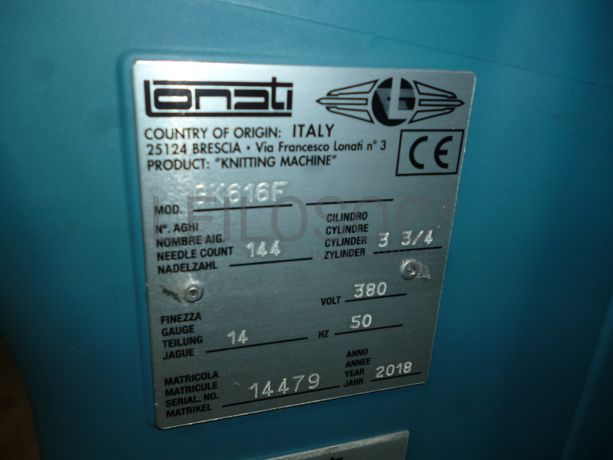 Lonati
COUNTRY OF ORIGIN: ITALY
25124 BRESCIA · Via Francesco Lonati n° 3
PRODUCT: "KNITTING MACHINE"
CE
MOD. GK616F
N°. AGHI
NOMBRE AIG.
NEEDLE COUNT 144
NADELZAHL
CILINDRO
CYLINDRE
CYLINDER 3 3/4
ZYLINDER
VOLT 380
FINEZZA
GAUGE
TEILUNG 14
JAUGE
HZ 50
MATRICOLA
MATRICULE
SERIAL. NO. 14479
MATRIKEL
ANNO
ANNEE
YEAR 2018
JAHR